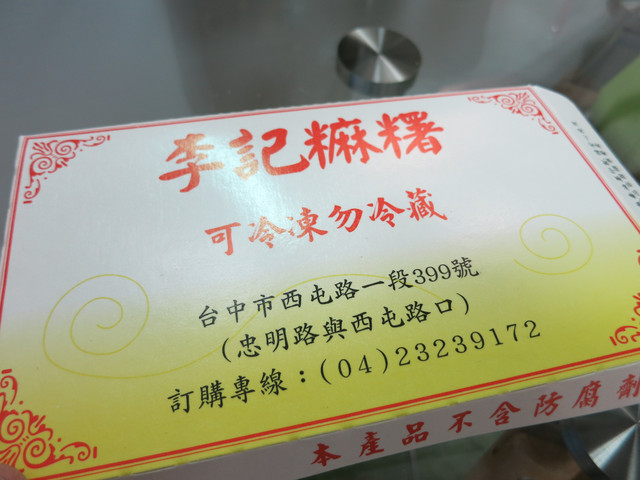 李記糜糬
可冷凍勿冷藏
台中市西屯路一段399號
(忠明路與西屯路口)
訂購專線：(04)23239172
本產品不含防腐劑